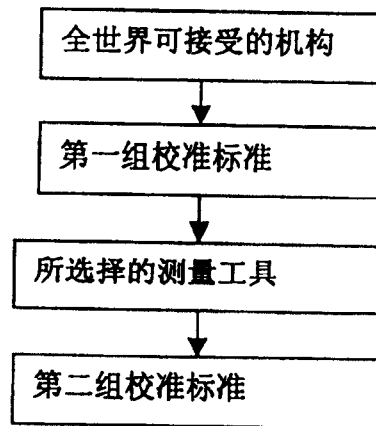 全世界可接受的机构
第一组校准标准
所选择的测量工具
第二组校准标准